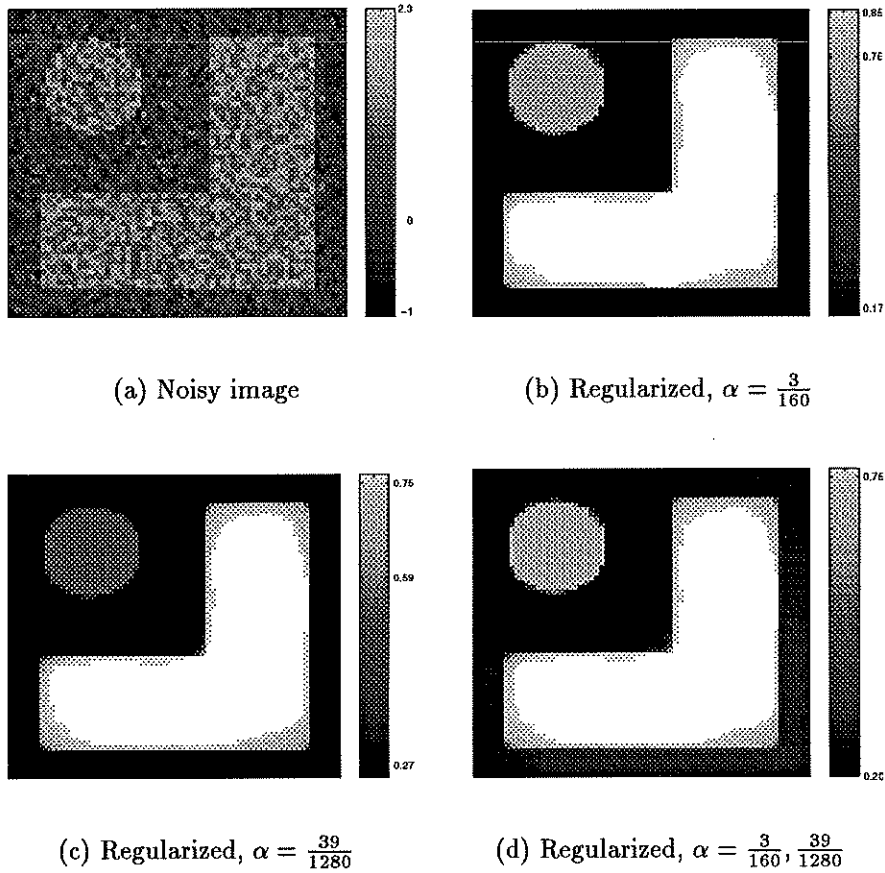 2.3
0
−1
(a) Noisy image
0.85
0.76
0.17
(b) Regularized, α = 3/160
0.75
0.59
0.27
(c) Regularized, α = 39/1280
0.76
0.20
(d) Regularized, α = 3/160, 39/1280